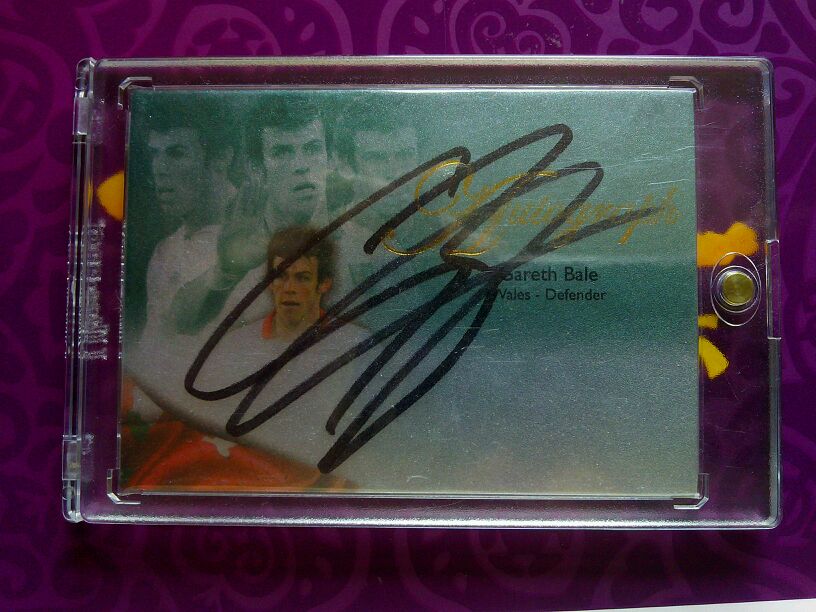 Autograph
Gareth Bale
Wales - Defender